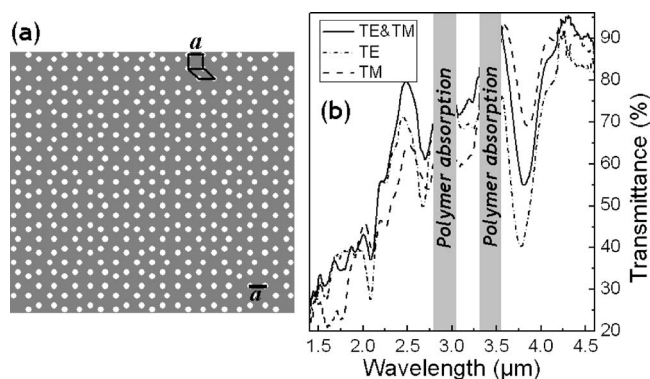 (a)
a
a
(b)
TE&TM
TE
TM
Polymer absorption
Polymer absorption
90
80
70
60
50
40
30
20
Transmittance (%)
1.5 2.0 2.5 3.0 3.5 4.0 4.5
Wavelength (μm)